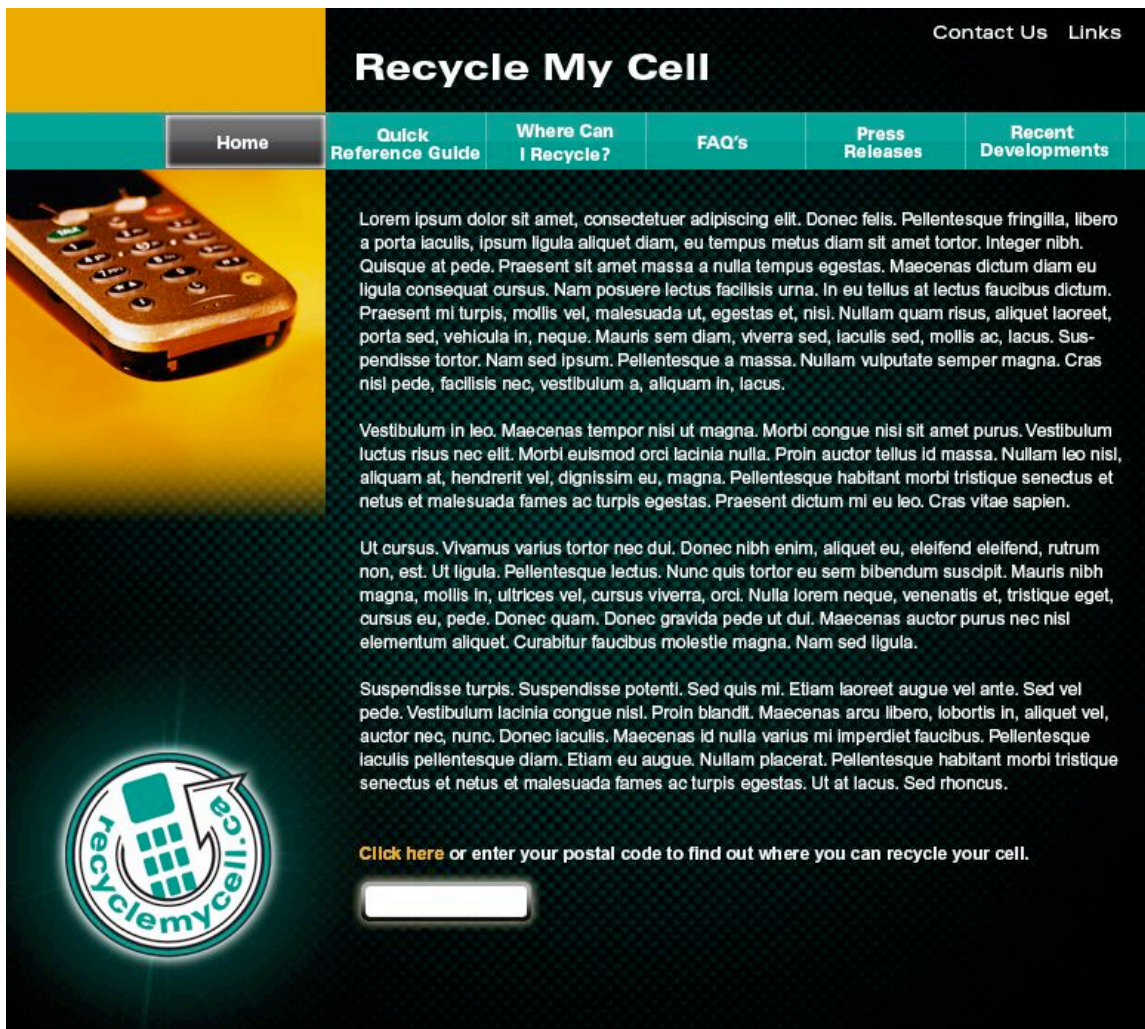 Contact Us Links
Recycle My Cell
Home
Quick
Reference Guide
Where Can
I Recycle?
FAQ's
Press
Releases
Recent
Developments
TALK
Lorem ipsum dolor sit amet, consectetuer adipiscing elit. Donec felis. Pellentesque fringilla, libero
a porta iaculis, ipsum ligula aliquet diam, eu tempus metus diam sit amet tortor. Integer nibh.
Quisque at pede. Praesent sit amet massa a nulla tempus egestas. Maecenas dictum diam eu
ligula consequat cursus. Nam posuere lectus facilisis urna. In eu tellus at lectus faucibus dictum.
Praesent mi turpis, mollis vel, malesuada ut, egestas et, nisi. Nullam quam risus, aliquet laoreet,
porta sed, vehicula in, neque. Mauris sem diam, viverra sed, iaculis sed, mollis ac, lacus. Sus-
pendisse tortor. Nam sed ipsum. Pellentesque a massa. Nullam vulputate semper magna. Cras
nisl pede, facilisis nec, vestibulum a, aliquam in, lacus.
Vestibulum in leo. Maecenas tempor nisi ut magna. Morbi congue nisi sit amet purus. Vestibulum
luctus risus nec elit. Morbi euismod orci lacinia nulla. Proin auctor tellus id massa. Nullam leo nisl,
aliquam at, hendrerit vel, dignissim eu, magna. Pellentesque habitant morbi tristique senectus et
netus et malesuada fames ac turpis egestas. Praesent dictum mi eu leo. Cras vitae sapien.
Ut cursus. Vivamus varius tortor nec dui. Donec nibh enim, aliquet eu, eleifend eleifend, rutrum
non, est. Ut ligula. Pellentesque lectus. Nunc quis tortor eu sem bibendum suscipit. Mauris nibh
magna, mollis in, ultrices vel, cursus viverra, orci. Nulla lorem neque, venenatis et, tristique eget,
cursus eu, pede. Donec quam. Donec gravida pede ut dui. Maecenas auctor purus nec nisl
elementum aliquet. Curabitur faucibus molestie magna. Nam sed ligula.
Suspendisse turpis. Suspendisse potenti. Sed quis mi. Etiam laoreet augue vel ante. Sed vel
pede. Vestibulum lacinia congue nisl. Proin blandit. Maecenas arcu libero, lobortis in, aliquet vel,
auctor nec, nunc. Donec iaculis. Maecenas id nulla varius mi imperdiet faucibus. Pellentesque
iaculis pellentesque diam. Etiam eu augue. Nullam placerat. Pellentesque habitant morbi tristique
senectus et netus et malesuada fames ac turpis egestas. Ut at lacus. Sed rhoncus.
recyclemycell.ca
Click here or enter your postal code to find out where you can recycle your cell.